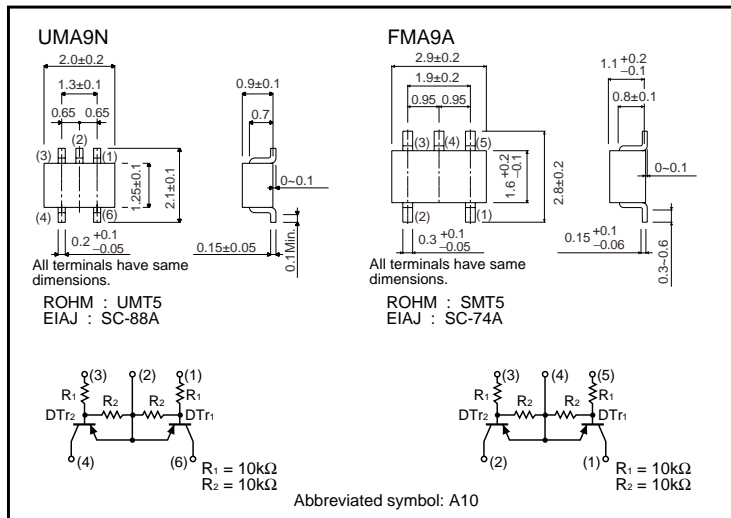 UMA9N
2.0±0.2
1.3±0.1
0.65 0.65
(2)
(3) (1)
(4) (6)
1.25±0.1
2.1±0.1
0.2 +0.1 −0.05
All terminals have same
dimensions.
0.9±0.1
0.7
0~0.1
0.15±0.05
0.1Min.
ROHM : UMT5
EIAJ : SC-88A
FMA9A
2.9±0.2
1.9±0.2
0.95 0.95
(3) (4) (5)
(2) (1)
1.6 +0.2 −0.1
2.8±0.2
0.3 +0.1 −0.05
All terminals have same
dimensions.
1.1 +0.2 −0.1
0.8±0.1
0~0.1
0.15 +0.1 −0.06
0.3~0.6
ROHM : SMT5
EIAJ : SC-74A
(3) (2) (1)
R1 R2 R2 R1
DTr2 DTr1
(4) (6)
R1 = 10kΩ
R2 = 10kΩ
(3) (4) (5)
R1 R2 R2 R1
DTr2 DTr1
(2) (1)
R1 = 10kΩ
R2 = 10kΩ
Abbreviated symbol: A10